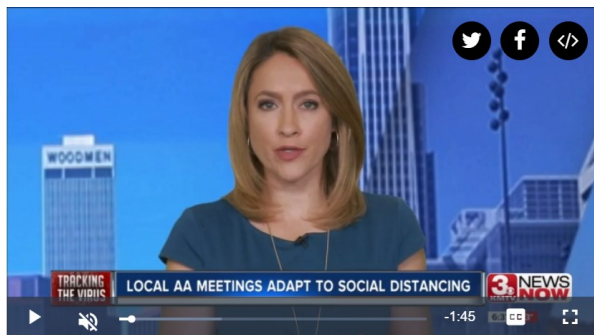 WOODMEN
TRACKING
THE VIRUS
LOCAL AA MEETINGS ADAPT TO SOCIAL DISTANCING
3 NEWS
KMTV NOW
-1:45
CC